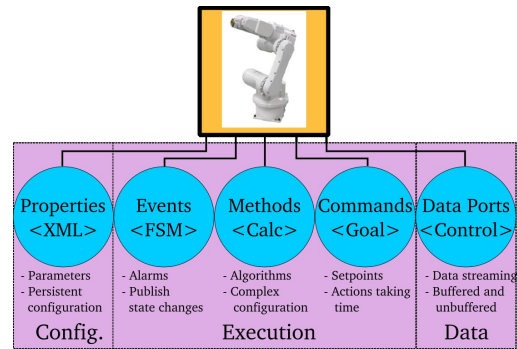 Properties
<XML>
Events
<FSM>
Methods
<Calc>
Commands
<Goal>
Data Ports
<Control>
- Parameters
- Persistent
configuration
- Alarms
- Publish
state changes
- Algorithms
- Complex
configuration
- Setpoints
- Actions taking
time
- Data streaming
- Buffered and
unbuffered
Config.
Execution
Data